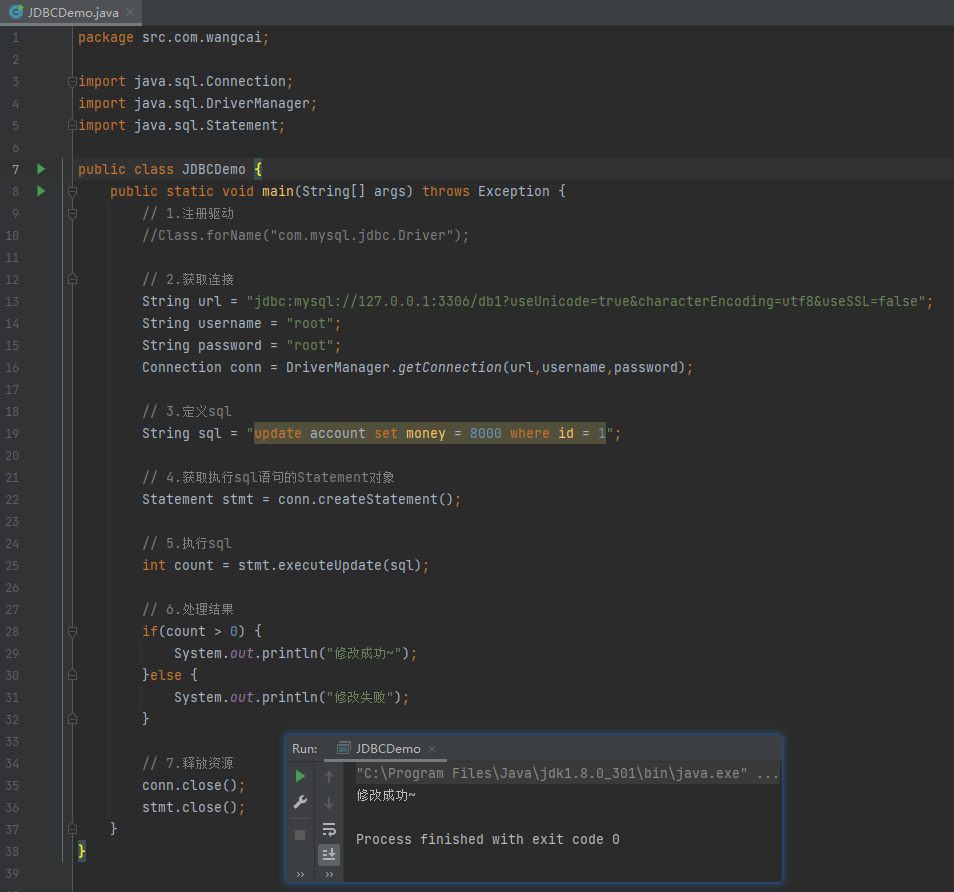 JDBCDemo.java
1 package src.com.wangcai;
2
3 import java.sql.Connection;
4 import java.sql.DriverManager;
5 import java.sql.Statement;
6
7 public class JDBCDemo {
8 public static void main(String[] args) throws Exception {
9 // 1.注册驱动
10 //Class.forName("com.mysql.jdbc.Driver");
11
12 // 2.获取连接
13 String url = "jdbc:mysql://127.0.0.1:3306/db1?useUnicode=true&characterEncoding=utf8&useSSL=false";
14 String username = "root";
15 String password = "root";
16 Connection conn = DriverManager.getConnection(url,username,password);
17
18 // 3.定义sql
19 String sql = "update account set money = 8000 where id = 1";
20
21 // 4.获取执行sql语句的Statement对象
22 Statement stmt = conn.createStatement();
23
24 // 5.执行sql
25 int count = stmt.executeUpdate(sql);
26
27 // 6.处理结果
28 if(count > 0) {
29 System.out.println("修改成功~");
30 }else {
31 System.out.println("修改失败");
32 }
33
34 // 7.释放资源
35 conn.close();
36 stmt.close();
37 }
38 }
39
Run: JDBCDemo
"C:\Program Files\Java\jdk1.8.0_301\bin\java.exe" ...
修改成功~
Process finished with exit code 0